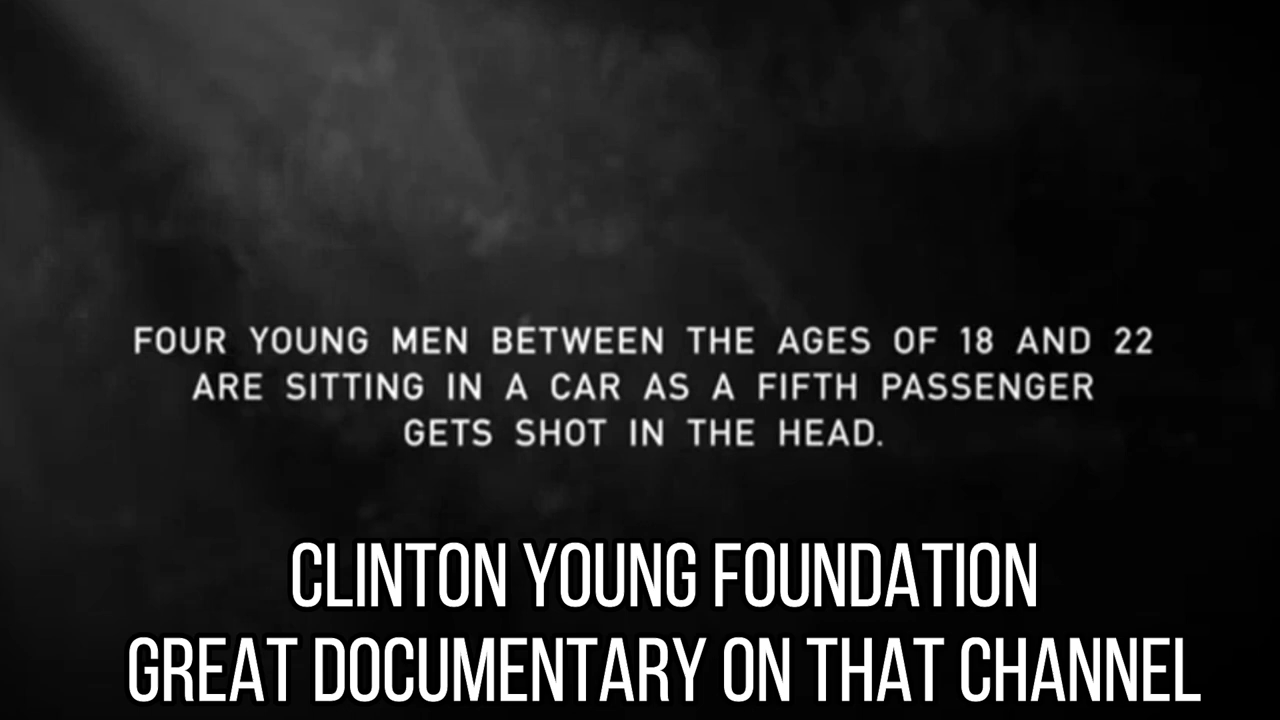 FOUR YOUNG MEN BETWEEN THE AGES OF 18 AND 22
ARE SITTING IN A CAR AS A FIFTH PASSENGER
GETS SHOT IN THE HEAD.
CLINTON YOUNG FOUNDATION
GREAT DOCUMENTARY ON THAT CHANNEL